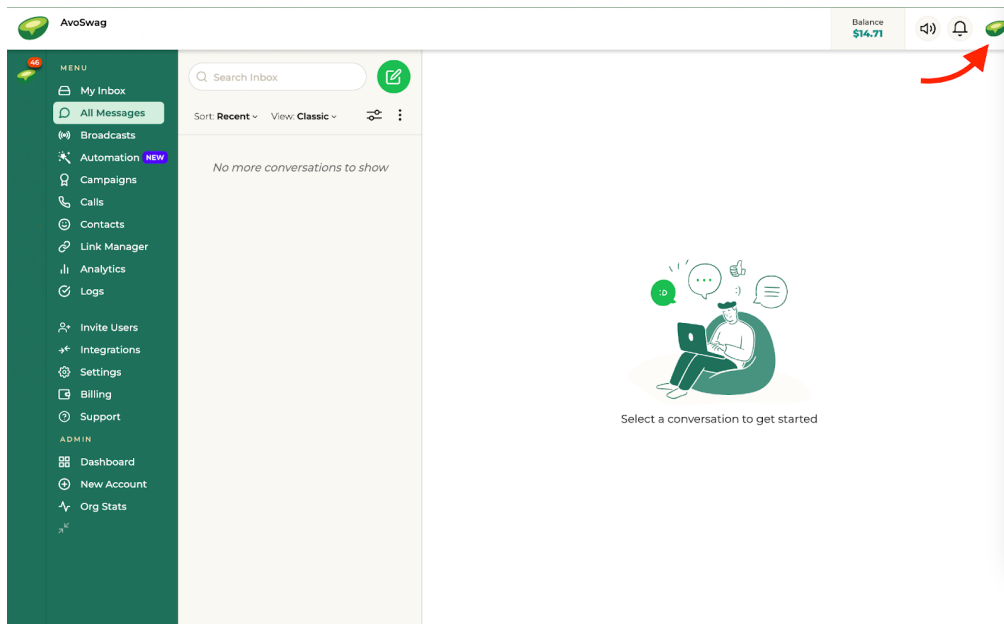 AvoSwag
Balance
$14.71
46
MENU
My Inbox
All Messages
Broadcasts
Automation NEW
Campaigns
Calls
Contacts
Link Manager
Analytics
Logs
Invite Users
Integrations
Settings
Billing
Support
ADMIN
Dashboard
New Account
Org Stats
Search Inbox
Sort: Recent View: Classic
No more conversations to show
:D
:)
Select a conversation to get started